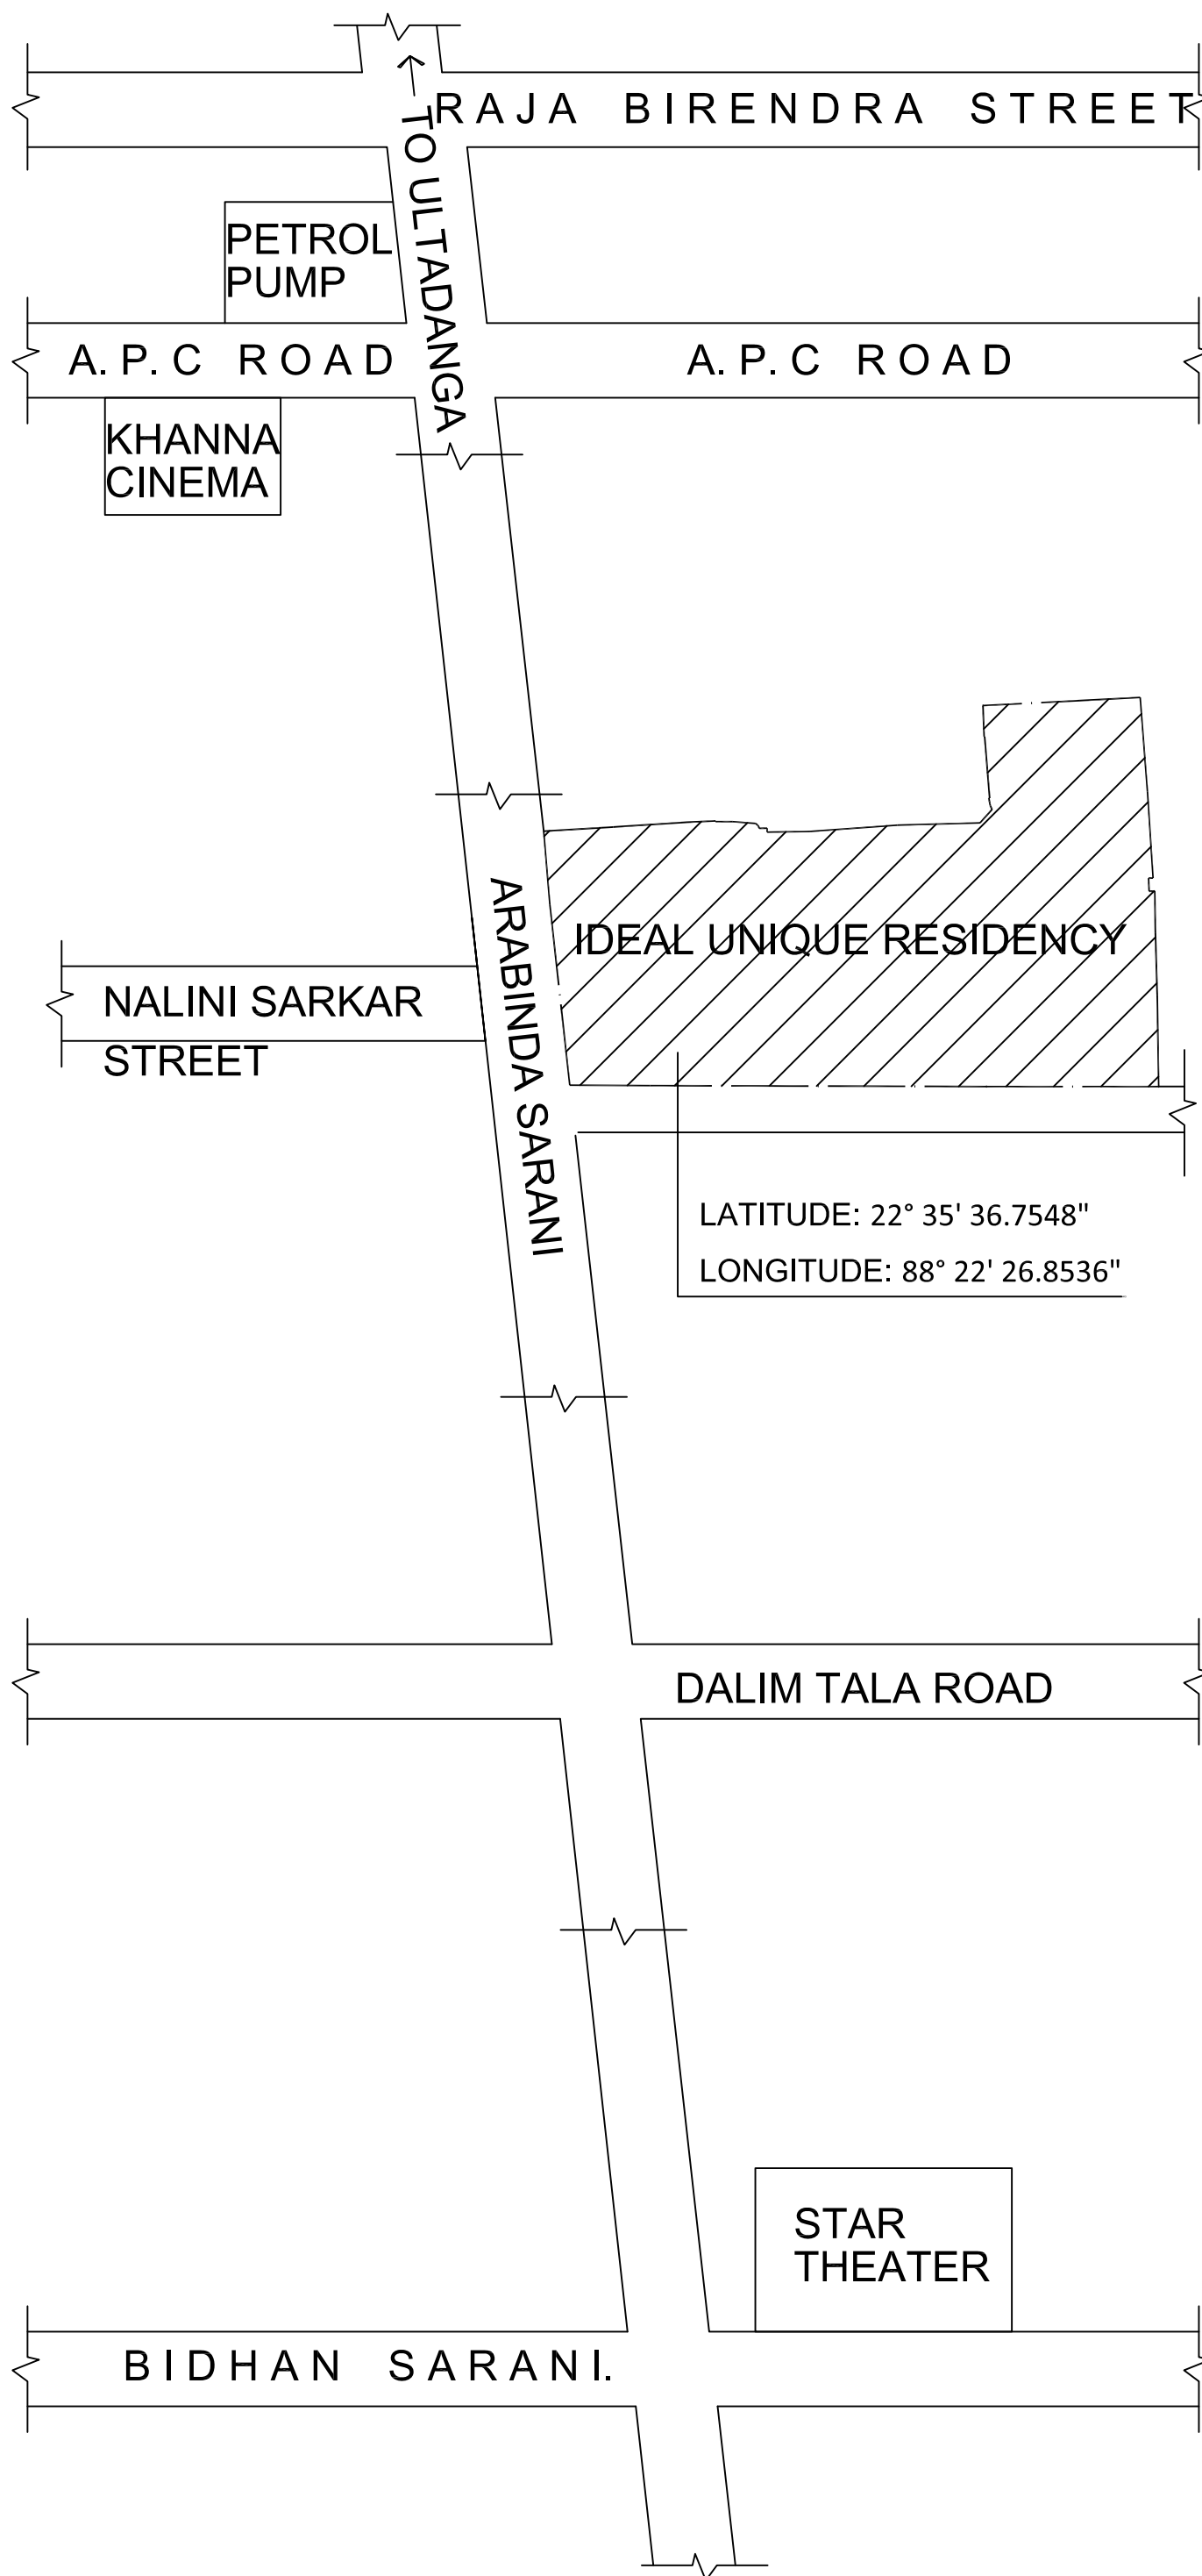 RAJA BIRENDRA STREET
TO ULTADANGA
PETROL
PUMP
A.P.C ROAD
A.P.C ROAD
KHANNA
CINEMA
IDEAL UNIQUE RESIDENCY
ARABINDA SARANI
NALINI SARKAR
STREET
LATITUDE: 22° 35' 36.7548"
LONGITUDE: 88° 22' 26.8536"
DALIM TALA ROAD
STAR
THEATER
BIDHAN SARANI.